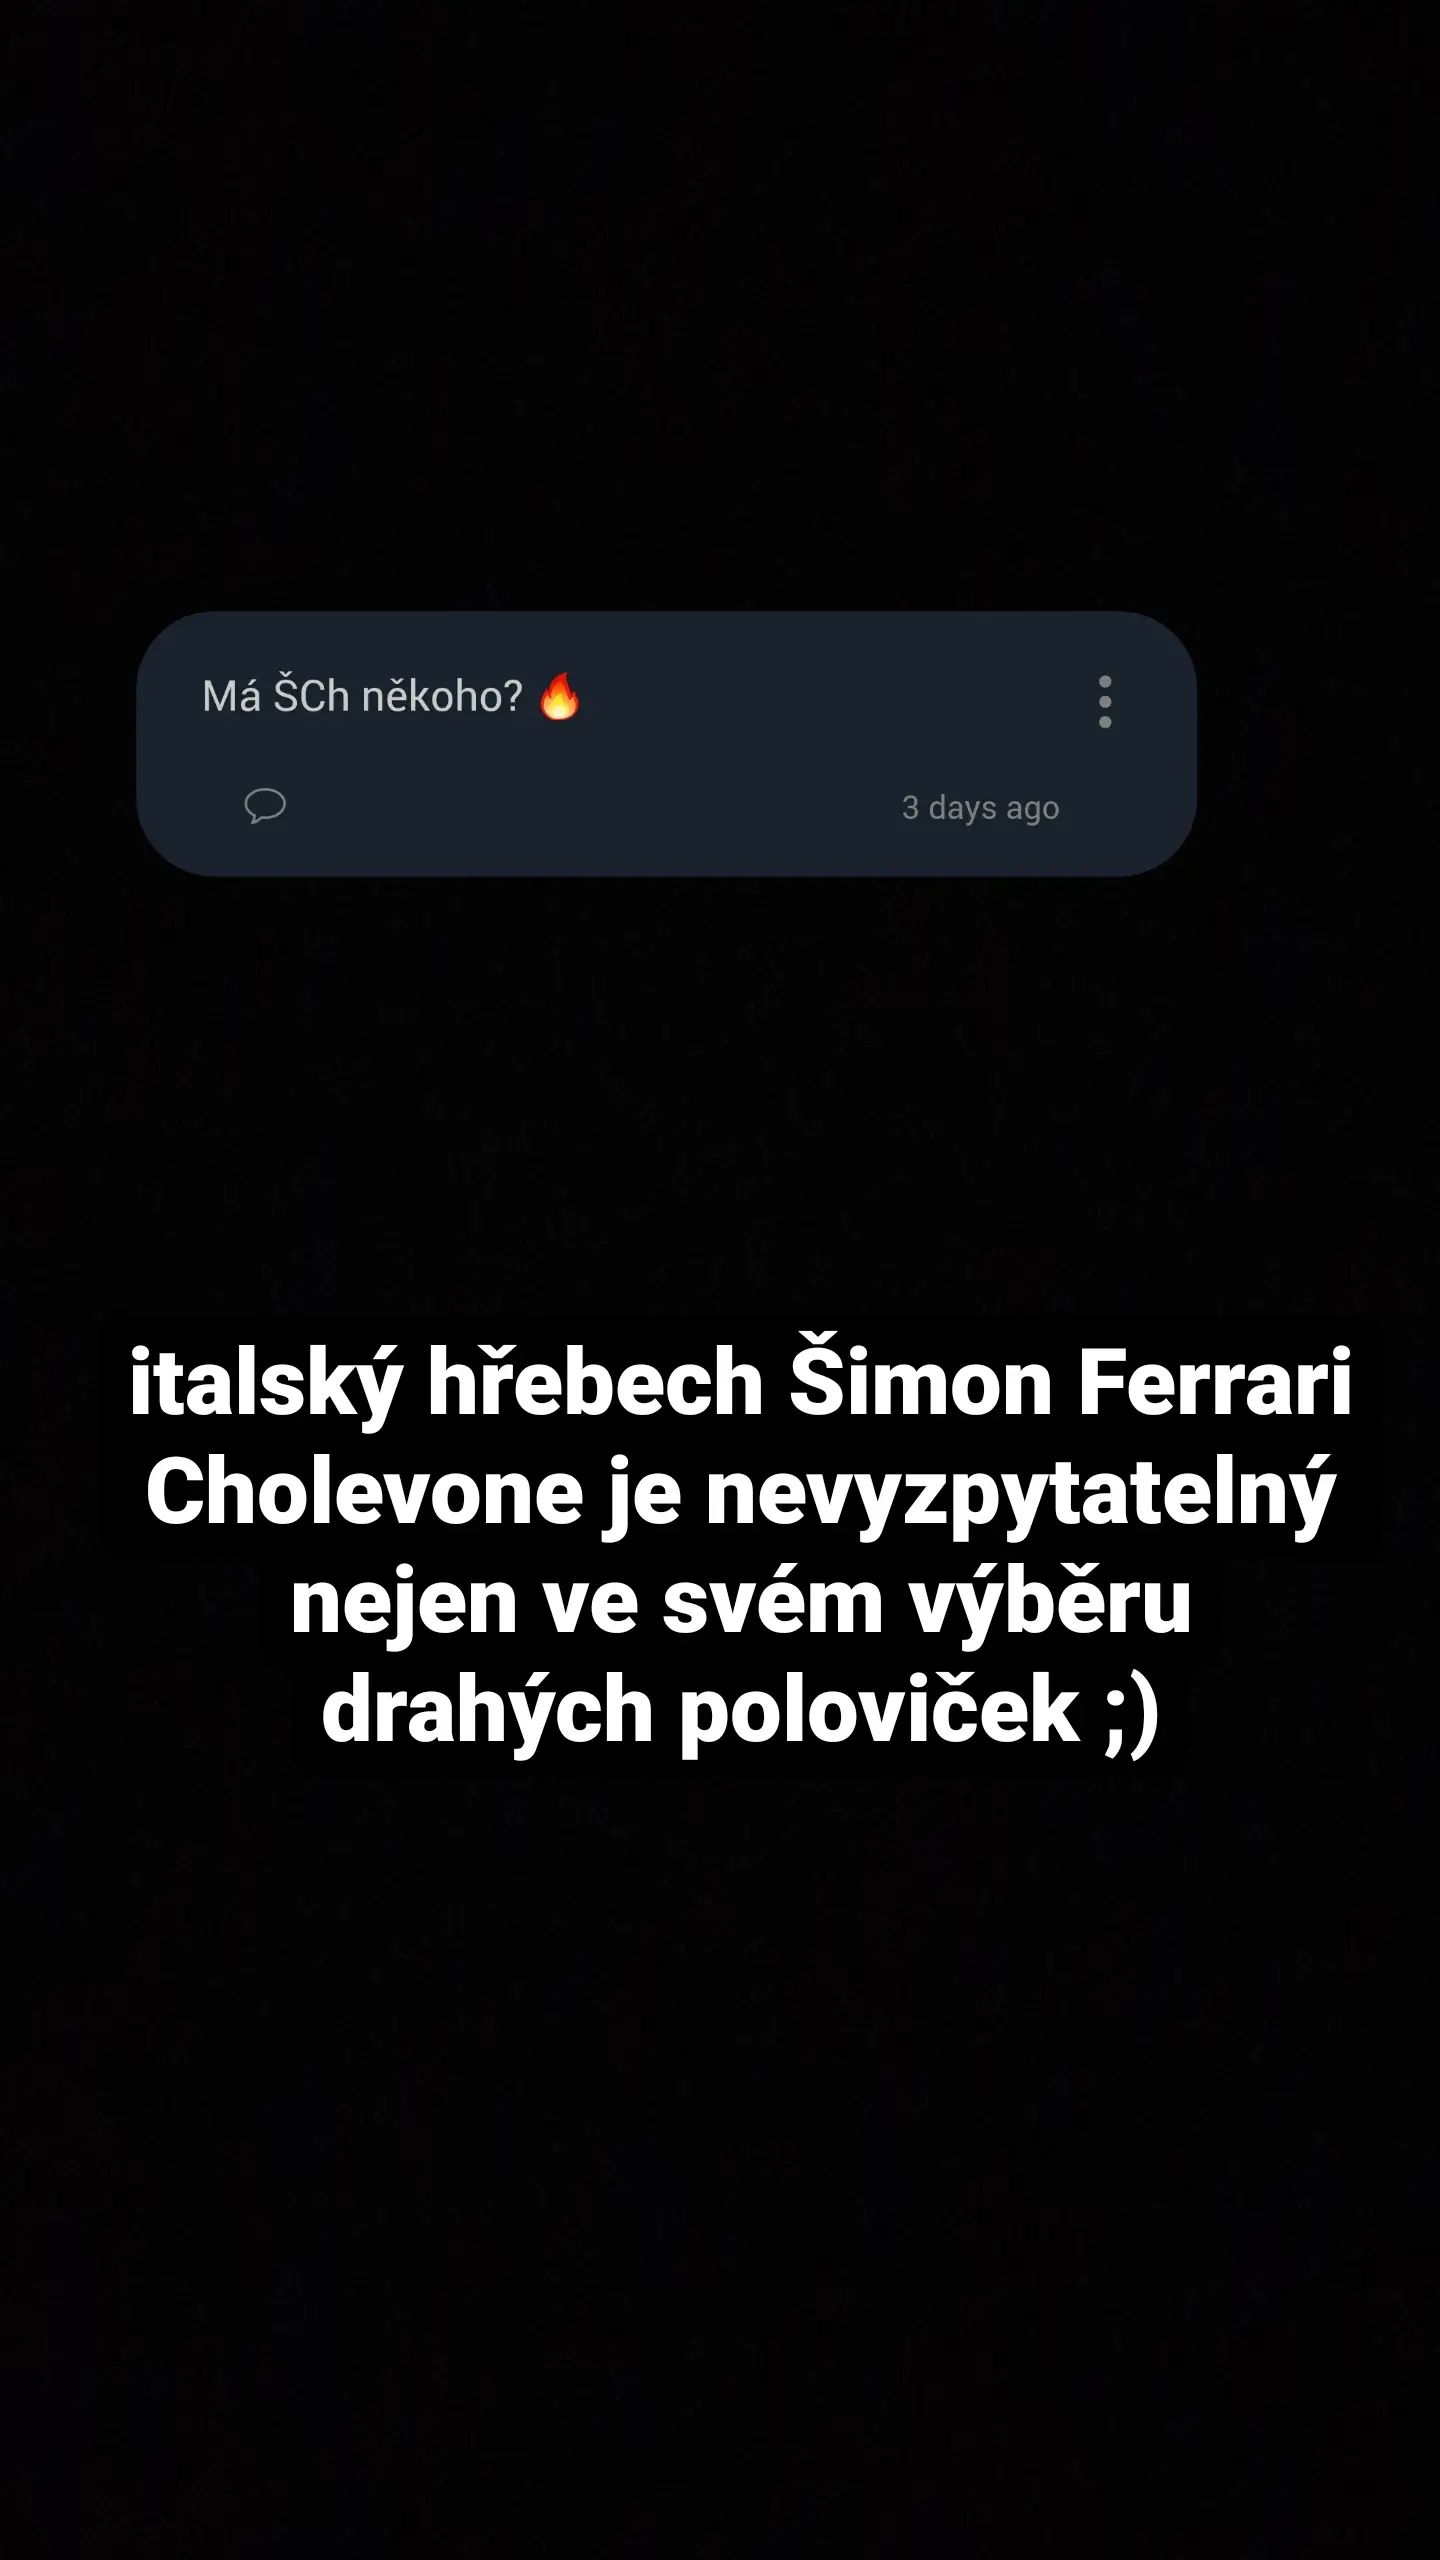 Má ŠCh někoho? 🔥
3 days ago
italský hřebech Šimon Ferrari
Cholevone je nevyzpytatelný
nejen ve svém výběru
drahých poloviček ;)